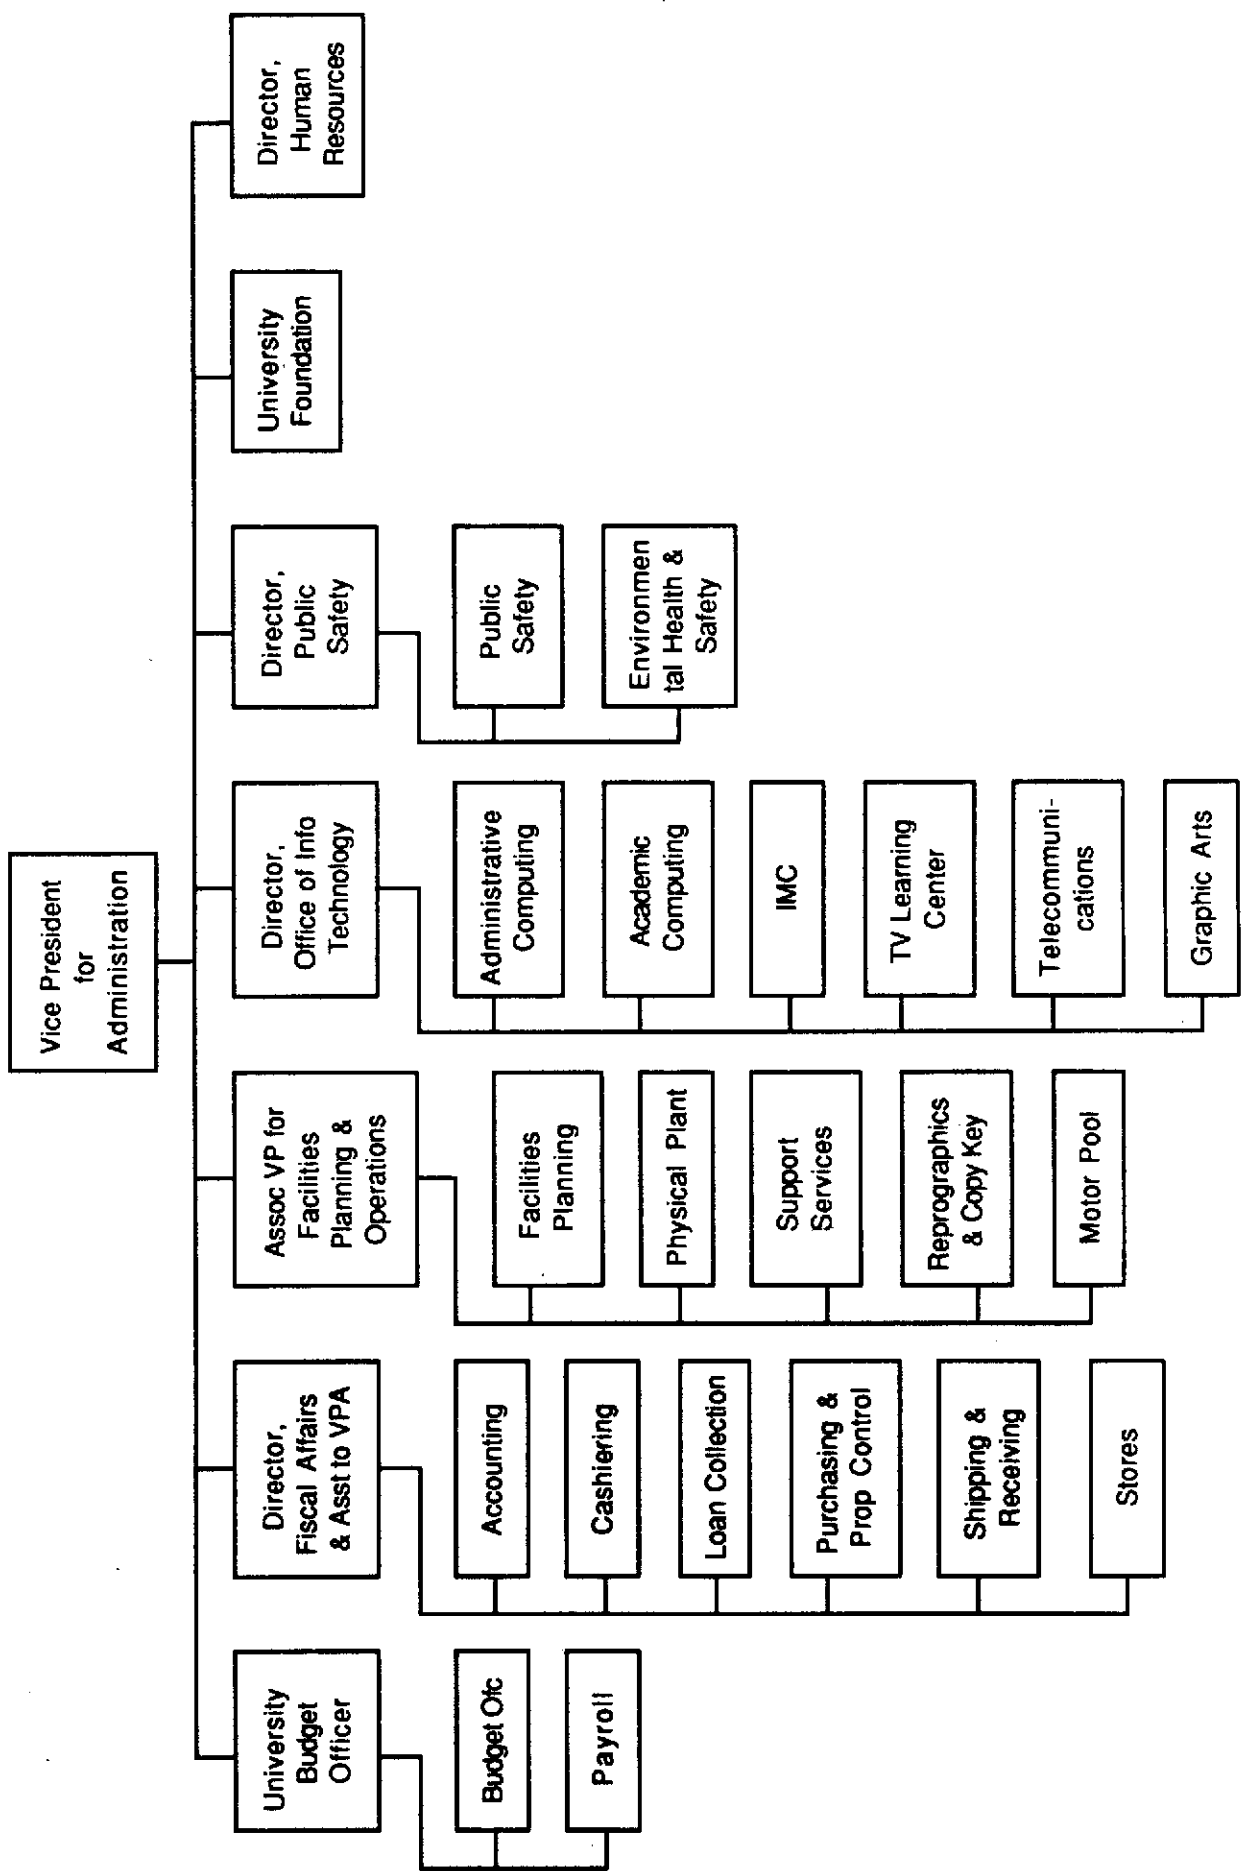 Vice President
for
Administration
University
Budget
Officer
Budget Ofc
Payroll
Director,
Fiscal Affairs
& Asst to VPA
Accounting
Cashiering
Loan Collection
Purchasing &
Prop Control
Shipping &
Receiving
Stores
Assoc VP for
Facilities
Planning &
Operations
Facilities
Planning
Physical Plant
Support
Services
Reprographics
& Copy Key
Motor Pool
Director,
Office of Info
Technology
Administrative
Computing
Academic
Computing
IMC
TV Learning
Center
Telecommuni-
cations
Graphic Arts
Director,
Public
Safety
Public
Safety
Environmen
tal Health &
Safety
University
Foundation
Director,
Human
Resources